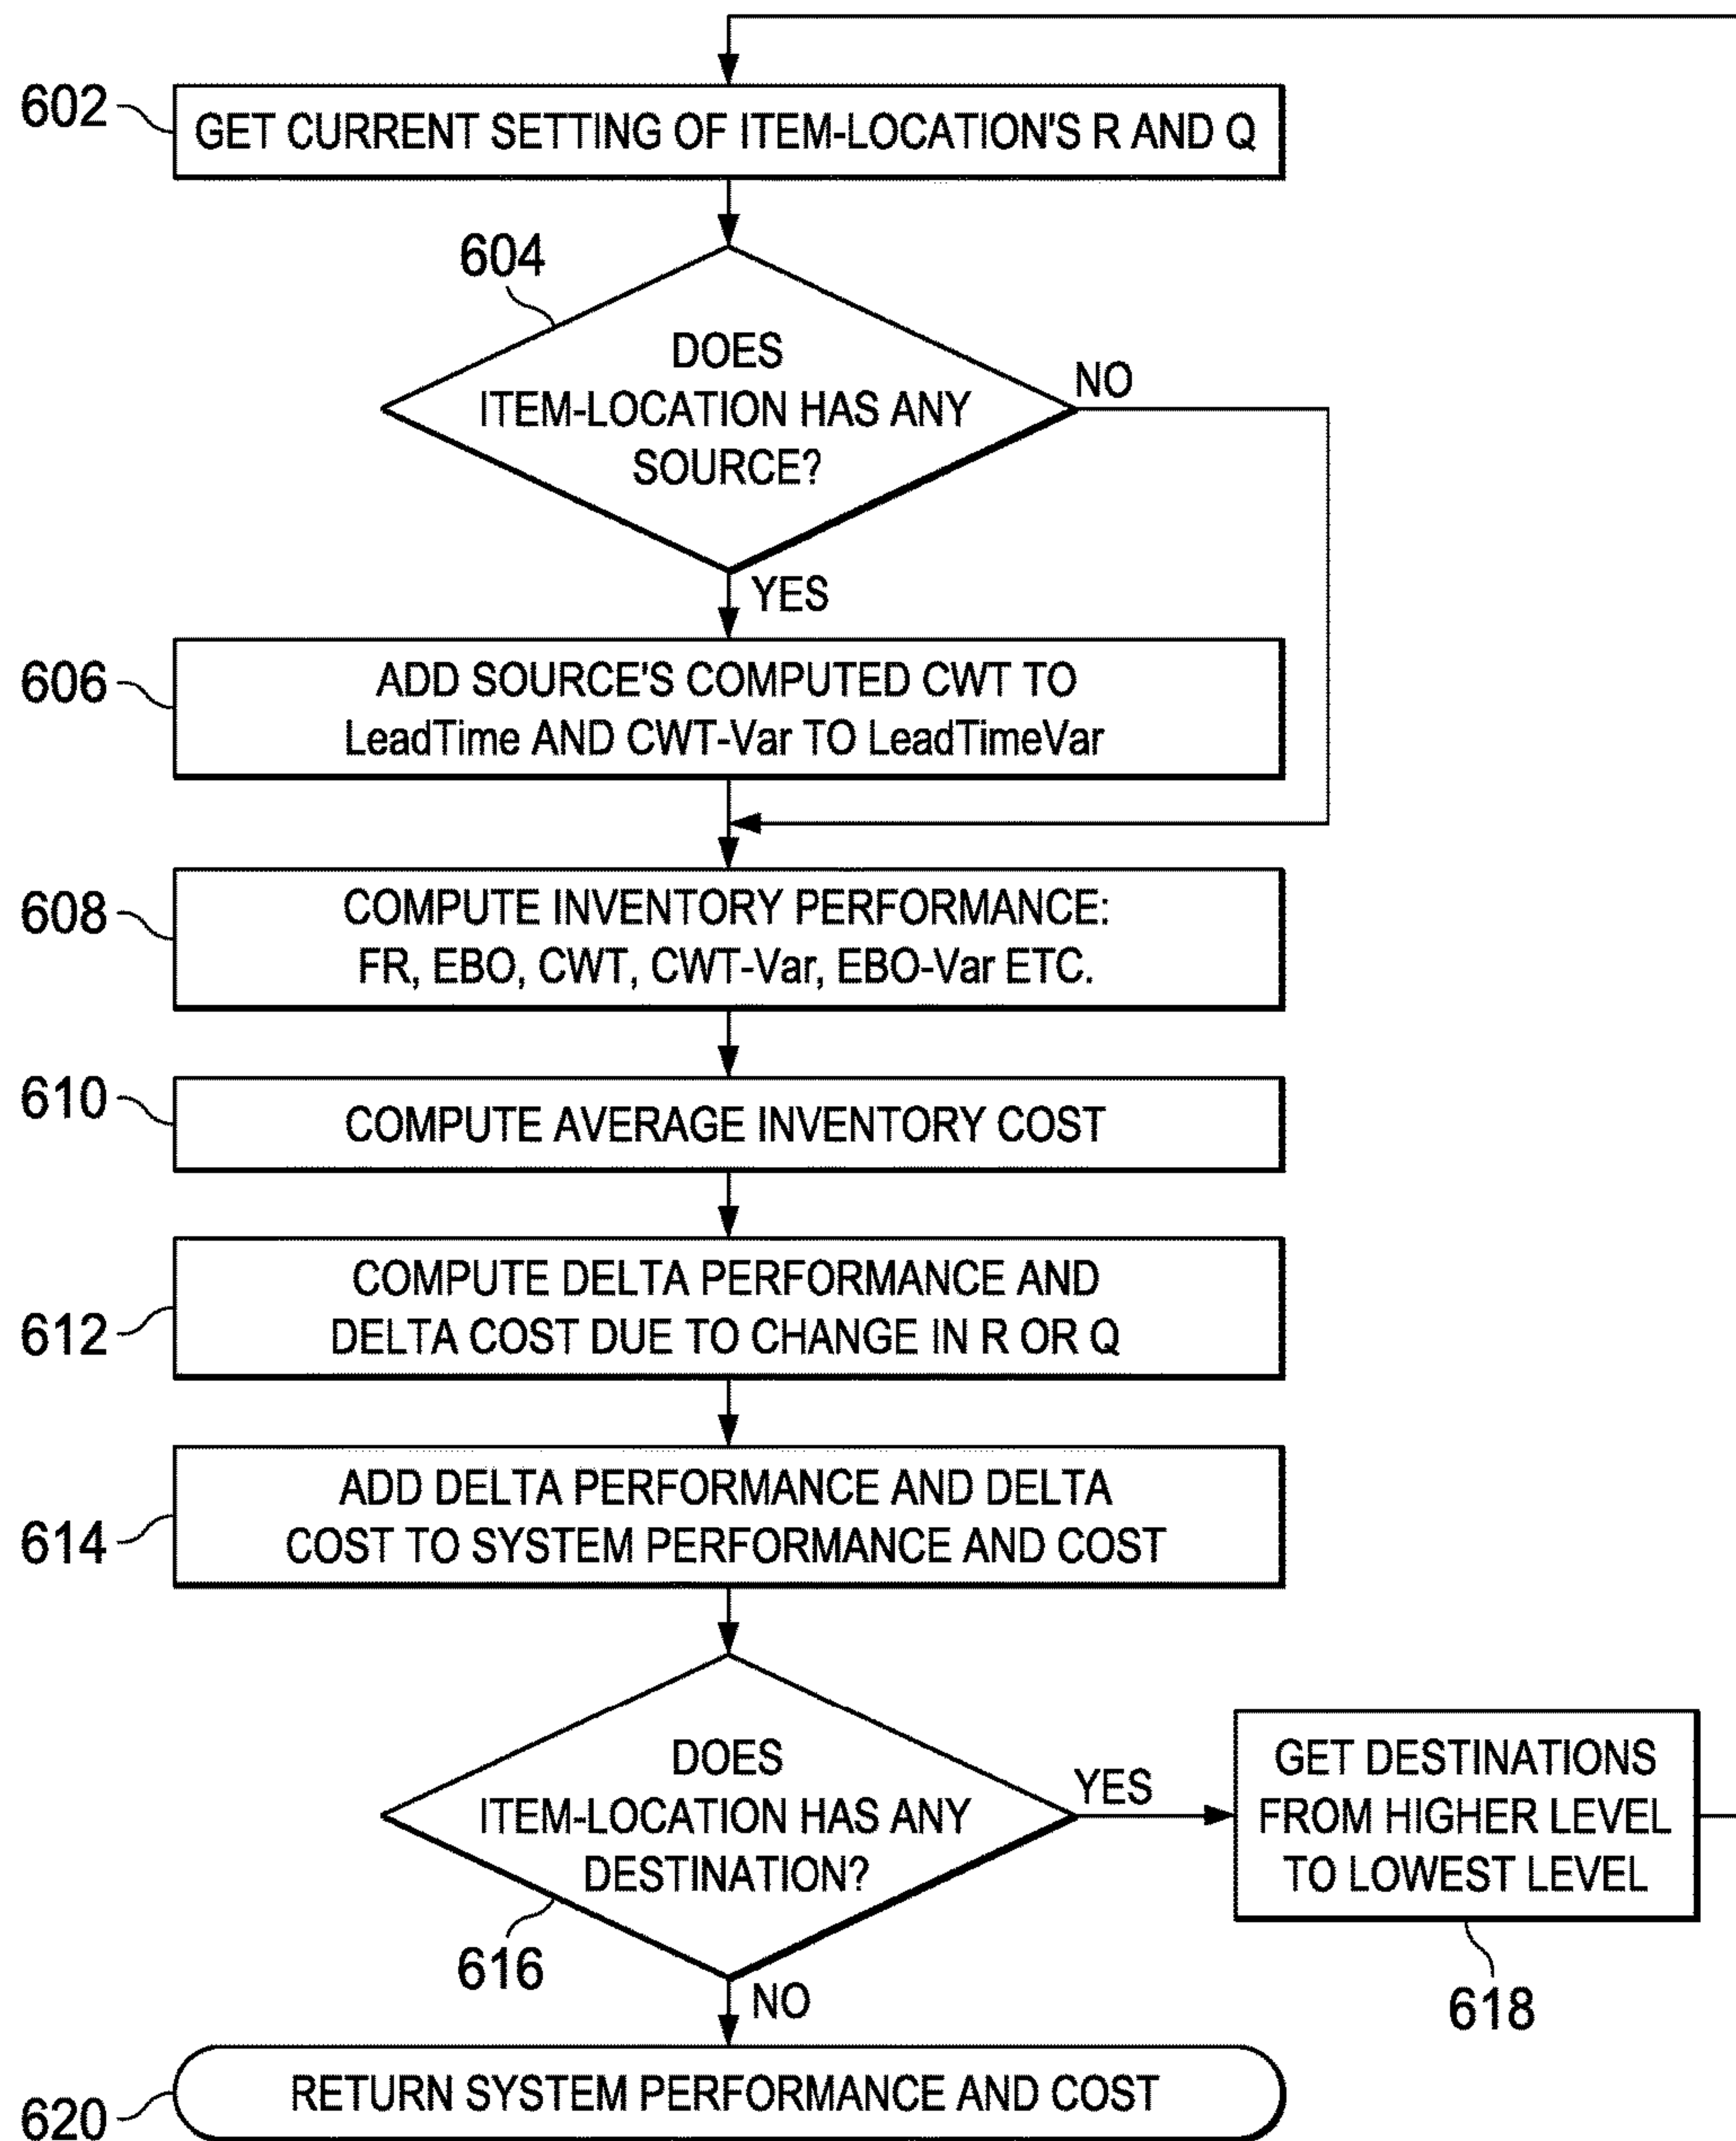 602
GET CURRENT SETTING OF ITEM-LOCATION'S R AND Q
604
DOES
ITEM-LOCATION HAS ANY
SOURCE?
NO
YES
606
ADD SOURCE'S COMPUTED CWT TO
LeadTime AND CWT-Var TO LeadTimeVar
608
COMPUTE INVENTORY PERFORMANCE:
FR, EBO, CWT, CWT-Var, EBO-Var ETC.
610
COMPUTE AVERAGE INVENTORY COST
612
COMPUTE DELTA PERFORMANCE AND
DELTA COST DUE TO CHANGE IN R OR Q
614
ADD DELTA PERFORMANCE AND DELTA
COST TO SYSTEM PERFORMANCE AND COST
DOES
ITEM-LOCATION HAS ANY
DESTINATION?
616
YES
GET DESTINATIONS
FROM HIGHER LEVEL
TO LOWEST LEVEL
618
NO
620
RETURN SYSTEM PERFORMANCE AND COST